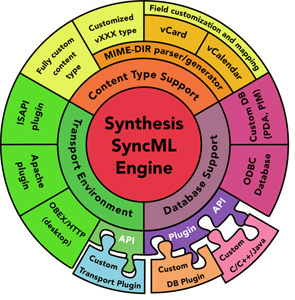 Field customization and mapping
Customized
vXXX type
vCard
vCalendar
Fully custom
content
type
MIME-DIR parser/generator
Content Type Support
ISAPI
plugin
Custom DB
(PDA, PIM)
Synthesis
SyncML
Engine
Transport Environment
Database Support
Apache
plugin
ODBC
Database
OBEX/HTTP
(desktop)
API
Plugin API
Custom
Transport Plugin
Custom
DB Plugin
Custom
C/C++/Java